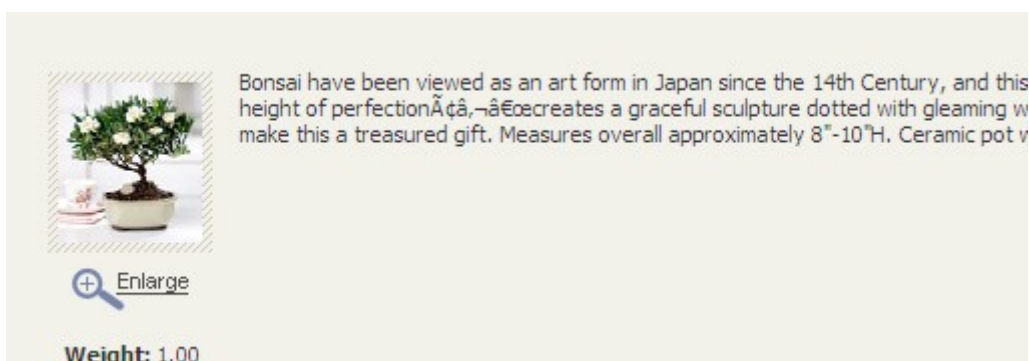 Bonsai have been viewed as an art form in Japan since the 14th Century, and this
height of perfectionÃ¢â‚¬â€œcreates a graceful sculpture dotted with gleaming w
make this a treasured gift. Measures overall approximately 8"-10"H. Ceramic pot w
Enlarge
Weight: 1.00